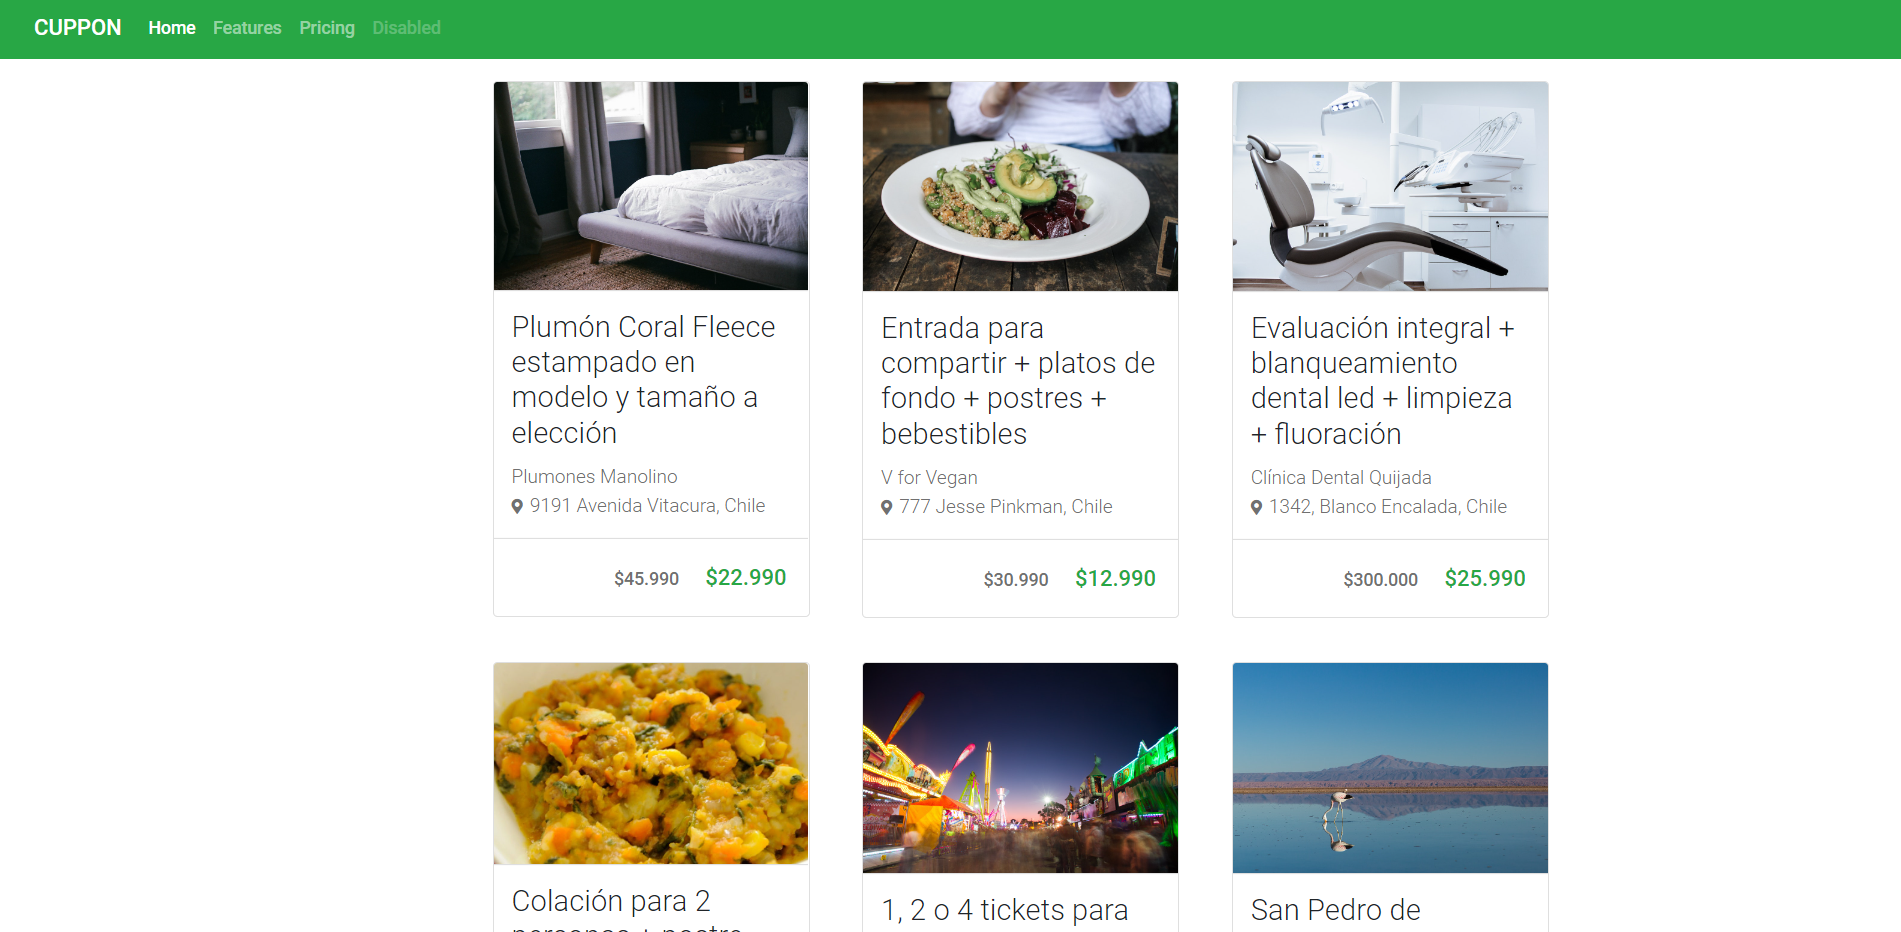 CUPPON Home Features Pricing Disabled
Plumón Coral Fleece
estampado en
modelo y tamaño a
elección
Plumones Manolino
9191 Avenida Vitacura, Chile
$45.990 $22.990
Entrada para
compartir + platos de
fondo + postres +
bebestibles
V for Vegan
777 Jesse Pinkman, Chile
$30.990 $12.990
Evaluación integral +
blanqueamiento
dental led + limpieza
+ fluoración
Clínica Dental Quijada
1342, Blanco Encalada, Chile
$300.000 $25.990
Colación para 2
personas + postre
1, 2 o 4 tickets para
San Pedro de